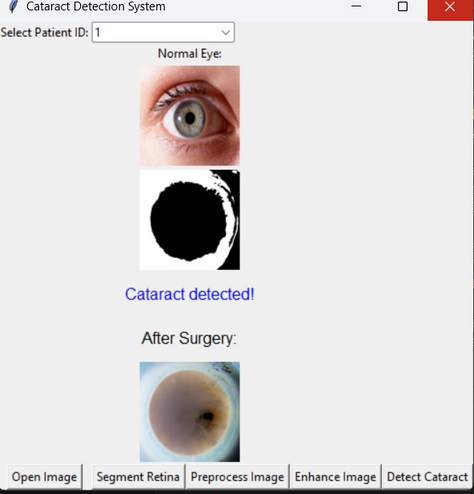 Cataract Detection System
Select Patient ID: 1
Normal Eye:
Cataract detected!
After Surgery:
Open Image Segment Retina Preprocess Image Enhance Image Detect Cataract